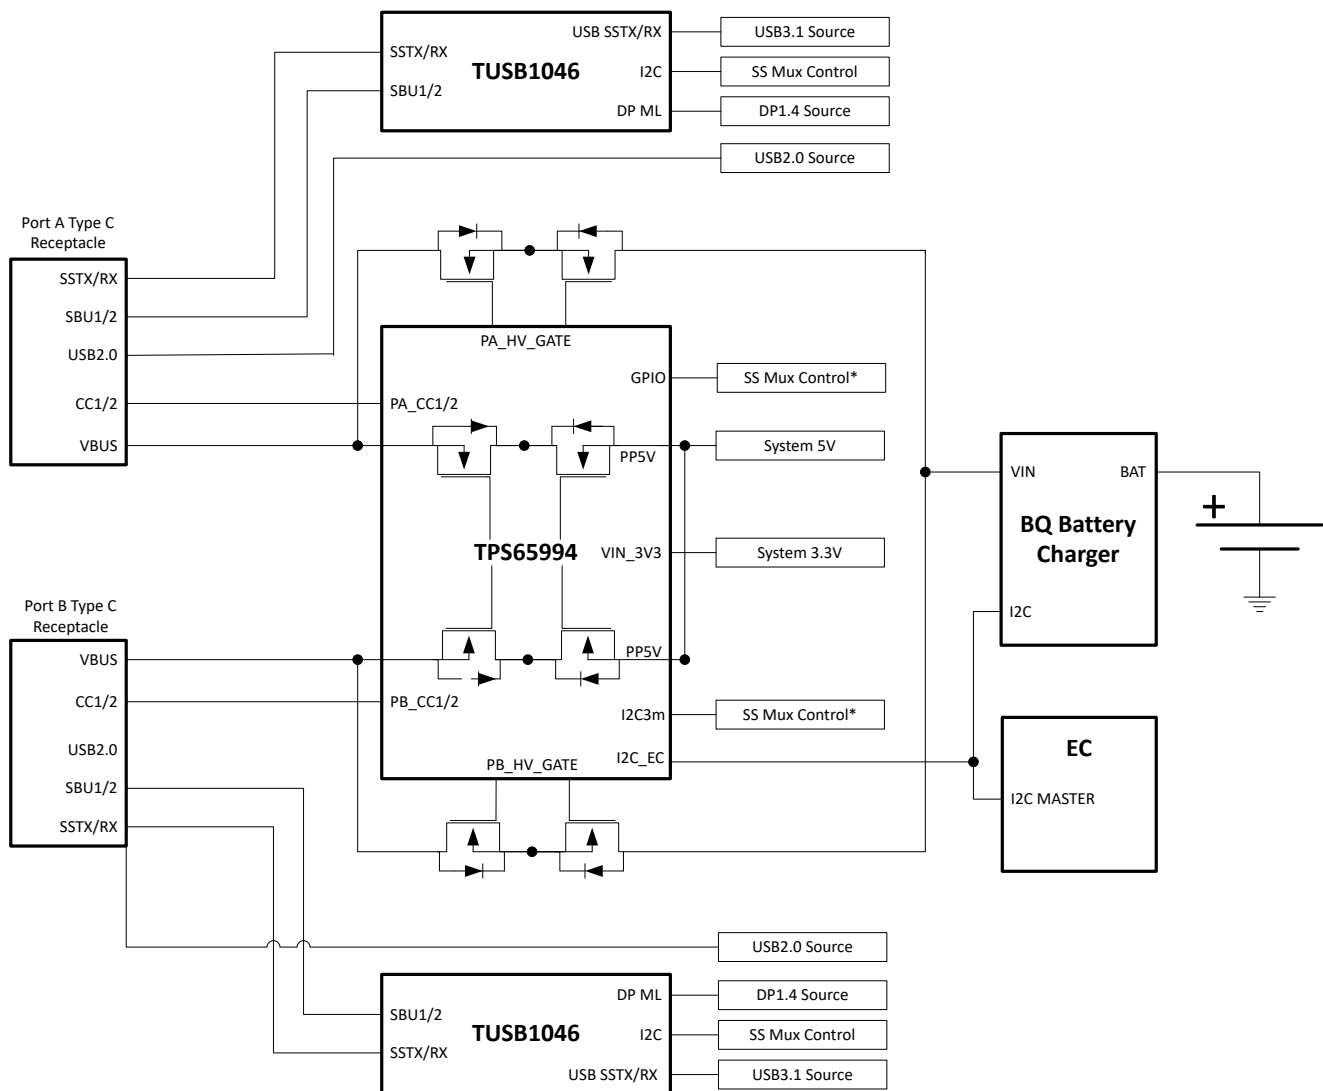 USB SSTX/RX
USB3.1 Source
SSTX/RX
TUSB1046
I2C
SS Mux Control
SBU1/2
DP ML
DP1.4 Source
USB2.0 Source
Port A Type C
Receptacle
SSTX/RX
SBU1/2
USB2.0
CC1/2
VBUS
PA_HV_GATE
GPIO
SS Mux Control*
PA_CC1/2
PP5V
System 5V
TPS65994
VIN_3V3
System 3.3V
VIN
BAT
+
BQ Battery
Charger
I2C
Port B Type C
Receptacle
VBUS
CC1/2
USB2.0
SBU1/2
SSTX/RX
PP5V
PB_CC1/2
I2C3m
SS Mux Control*
I2C_EC
PB_HV_GATE
EC
I2C MASTER
USB2.0 Source
DP ML
DP1.4 Source
SBU1/2
TUSB1046
I2C
SS Mux Control
SSTX/RX
USB SSTX/RX
USB3.1 Source